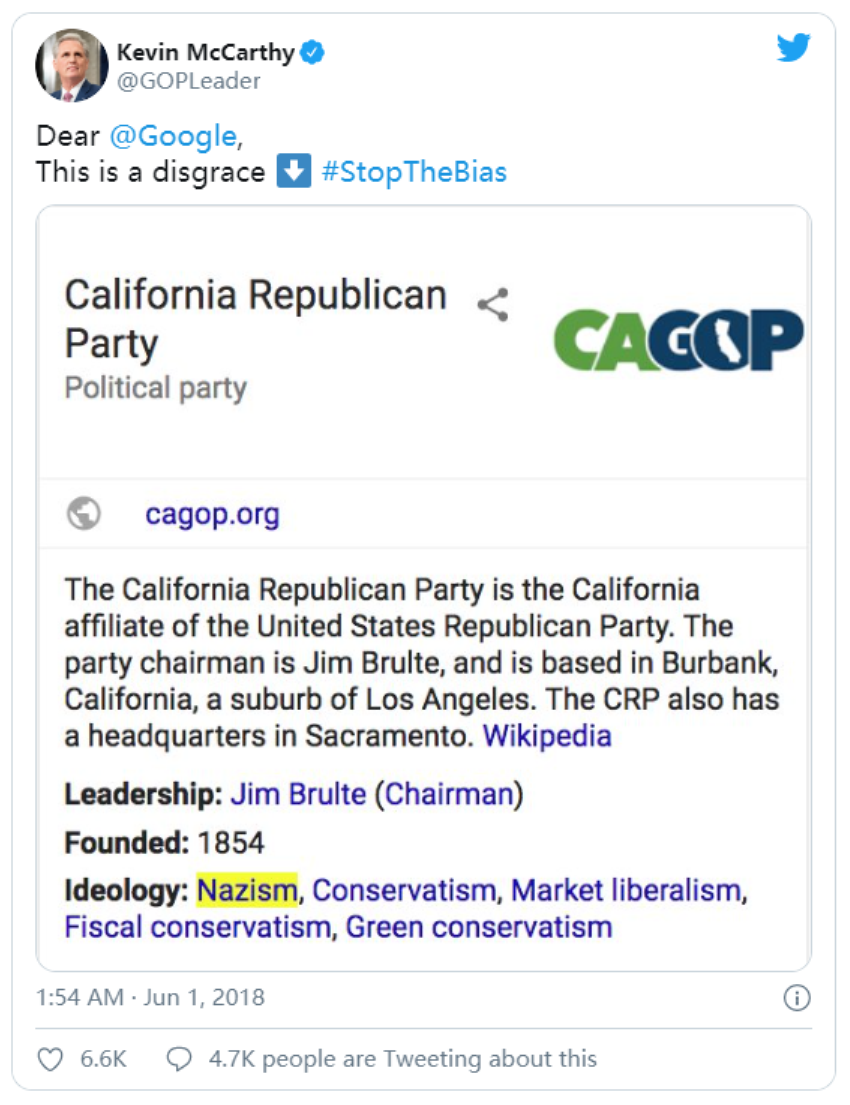 Kevin McCarthy
@GOPLeader
Dear @Google,
This is a disgrace ⬇ #StopTheBias
California Republican
Party
Political party
CAGOP
cagop.org
The California Republican Party is the California
affiliate of the United States Republican Party. The
party chairman is Jim Brulte, and is based in Burbank,
California, a suburb of Los Angeles. The CRP also has
a headquarters in Sacramento. Wikipedia
Leadership: Jim Brulte (Chairman)
Founded: 1854
Ideology: Nazism, Conservatism, Market liberalism,
Fiscal conservatism, Green conservatism
1:54 AM · Jun 1, 2018
6.6K 4.7K people are Tweeting about this